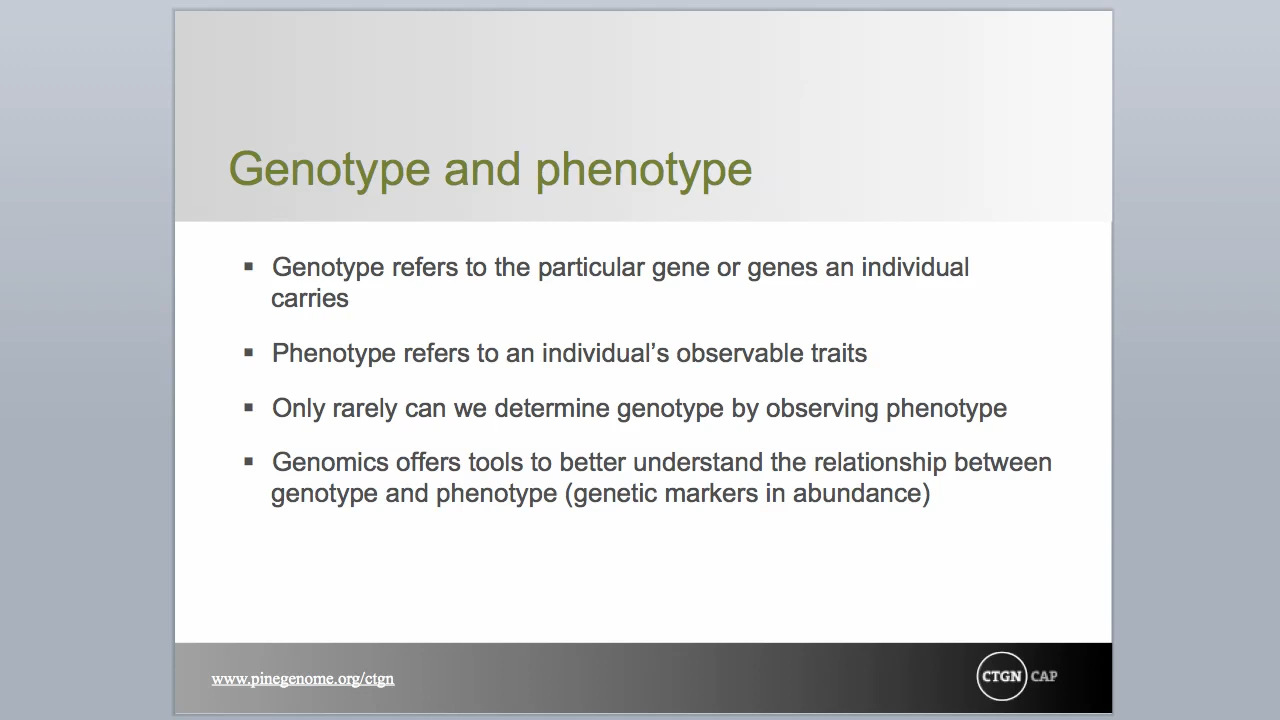 Genotype and phenotype
▪ Genotype refers to the particular gene or genes an individual
carries
▪ Phenotype refers to an individual’s observable traits
▪ Only rarely can we determine genotype by observing phenotype
▪ Genomics offers tools to better understand the relationship between
genotype and phenotype (genetic markers in abundance)
www.pinegenome.org/ctgn
CTGN CAP